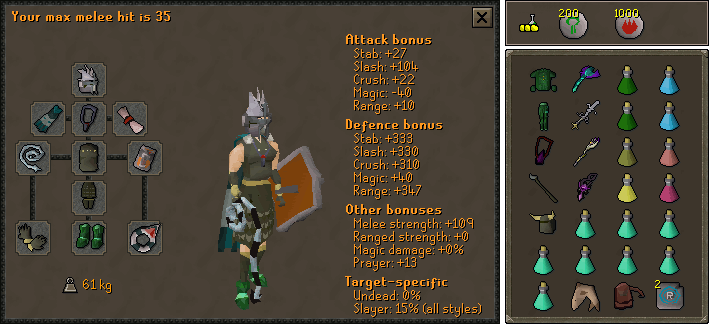 Your max melee hit is 35
Attack bonus
Stab: +27
Slash: +104
Crush: +22
Magic: -40
Range: +10
Defence bonus
Stab: +333
Slash: +330
Crush: +310
Magic: +40
Range: +347
Other bonuses
Melee strength: +109
Ranged strength: +0
Magic damage: +0%
Prayer: +13
Target-specific
Undead: 0%
Slayer: 15% (all styles)
61 kg
200
1000
2
R